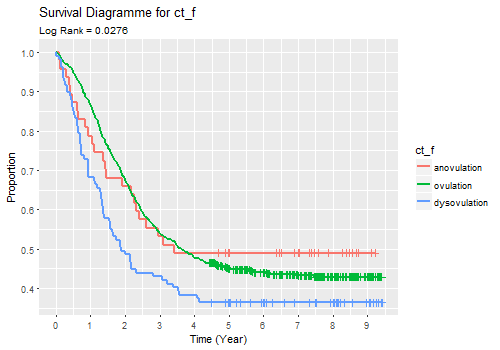 Survival Diagramme for ct_f
Log Rank = 0.0276
Proportion
1.0
0.9
0.8
0.7
0.6
0.5
0.4
0 1 2 3 4 5 6 7 8 9
Time (Year)
ct_f
anovulation
ovulation
dysovulation